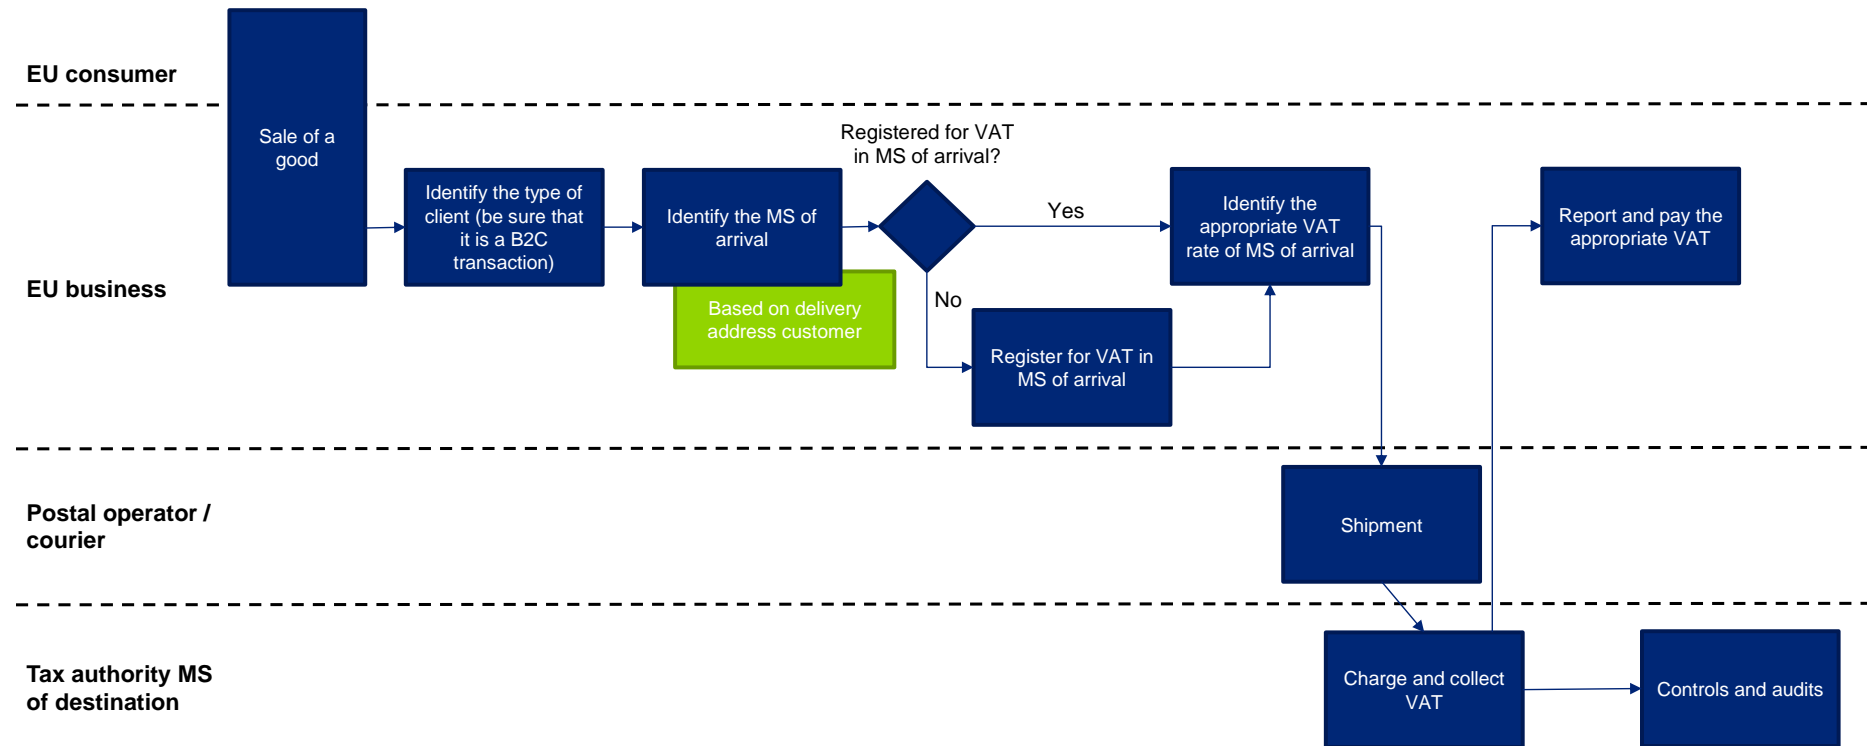 EU consumer
Sale of a
good
Registered for VAT
in MS of arrival?
Identify the type of
client (be sure that
it is a B2C
transaction)
Identify the MS of
arrival
Yes
Identify the
appropriate VAT
rate of MS of arrival
Report and pay the
appropriate VAT
EU business
Based on delivery
address customer
No
Register for VAT in
MS of arrival
Postal operator /
courier
Shipment
Tax authority MS
of destination
Charge and collect
VAT
Controls and audits